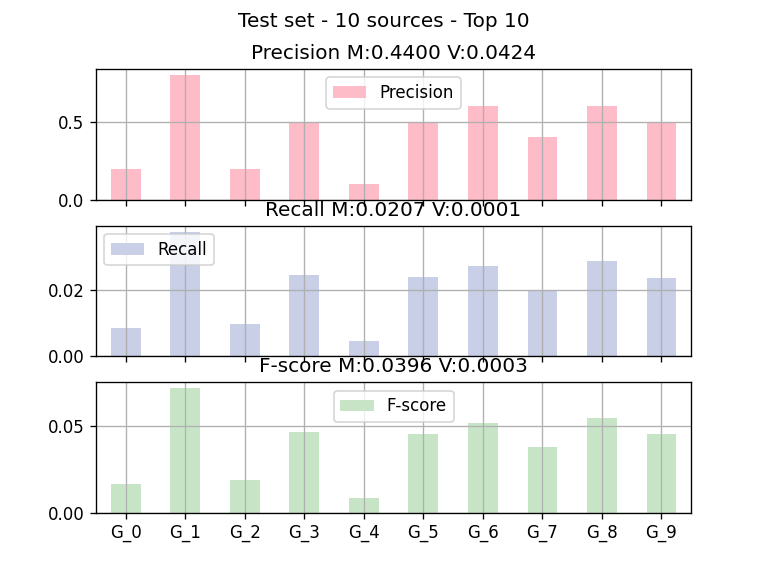 Test set - 10 sources - Top 10
Precision M:0.4400 V:0.0424
Precision
0.5
0.0
Recall M:0.0207 V:0.0001
Recall
0.02
0.00
F-score M:0.0396 V:0.0003
F-score
0.05
0.00
G_0 G_1 G_2 G_3 G_4 G_5 G_6 G_7 G_8 G_9